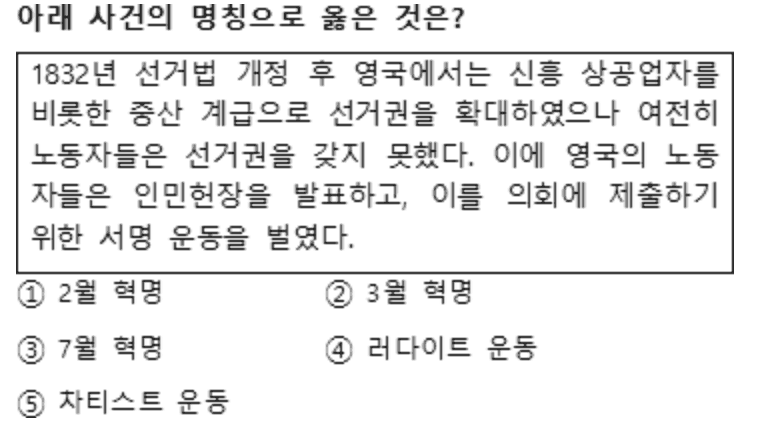 아래 사건의 명칭으로 옳은 것은?
1832년 선거법 개정 후 영국에서는 신흥 상공업자를
비롯한 중산 계급으로 선거권을 확대하였으나 여전히
노동자들은 선거권을 갖지 못했다. 이에 영국의 노동
자들은 인민헌장을 발표하고, 이를 의회에 제출하기
위한 서명 운동을 벌였다.
① 2월 혁명 ② 3월 혁명
③ 7월 혁명 ④ 러다이트 운동
⑤ 차티스트 운동